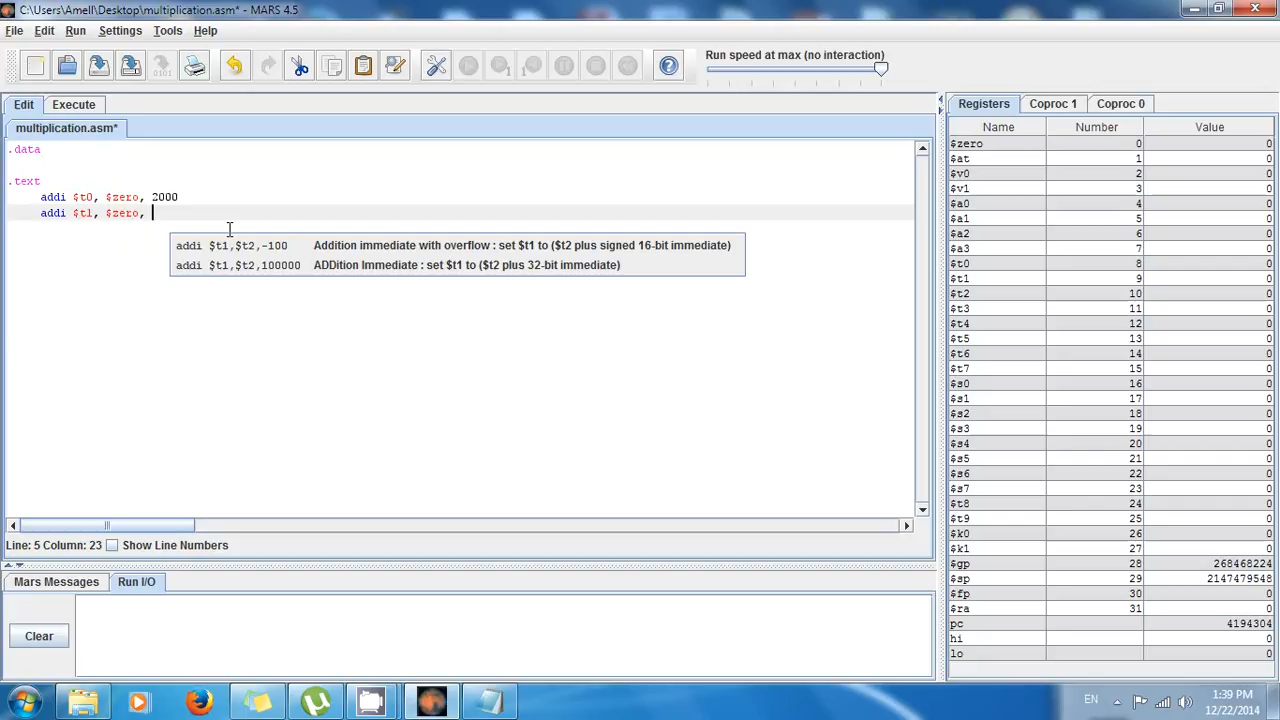 C:\Users\Amell\Desktop\multiplication.asm* - MARS 4.5
File Edit Run Settings Tools Help
Run speed at max (no interaction)
Edit Execute
multiplication.asm*
.data
.text
addi $t0, $zero, 2000
addi $t1, $zero,
addi $t1,$t2,-100 Addition immediate with overflow : set $t1 to ($t2 plus signed 16-bit immediate)
addi $t1,$t2,100000 ADDition Immediate : set $t1 to ($t2 plus 32-bit immediate)
Line: 5 Column: 23 Show Line Numbers
Mars Messages Run I/O
Clear
Registers Coproc 1 Coproc 0
Name Number Value
$zero 0 0
$at 1 0
$v0 2 0
$v1 3 0
$a0 4 0
$a1 5 0
$a2 6 0
$a3 7 0
$t0 8 0
$t1 9 0
$t2 10 0
$t3 11 0
$t4 12 0
$t5 13 0
$t6 14 0
$t7 15 0
$s0 16 0
$s1 17 0
$s2 18 0
$s3 19 0
$s4 20 0
$s5 21 0
$s6 22 0
$s7 23 0
$t8 24 0
$t9 25 0
$k0 26 0
$k1 27 0
$gp 28 268468224
$sp 29 2147479548
$fp 30 0
$ra 31 0
pc 4194304
hi 0
lo 0
EN
1:39 PM
12/22/2014